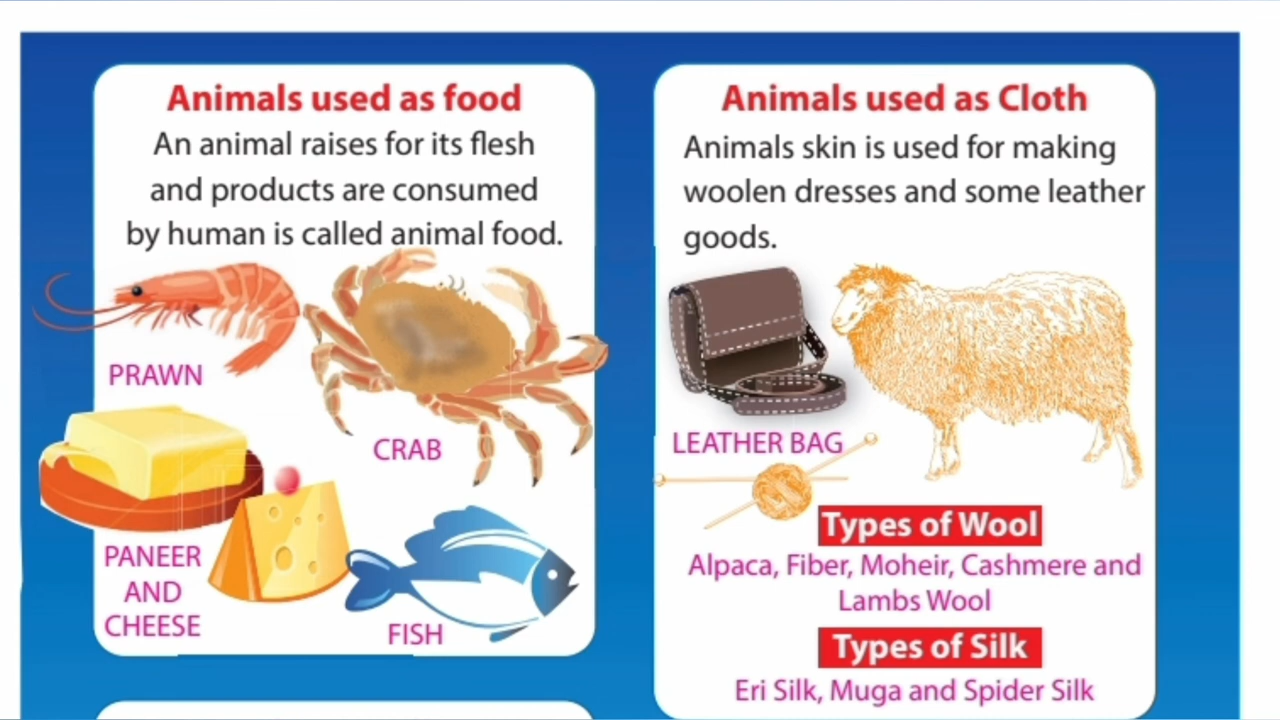 Animals used as food
An animal raises for its flesh
and products are consumed
by human is called animal food.
PRAWN
CRAB
PANEER
AND
CHEESE
FISH
Animals used as Cloth
Animals skin is used for making
woolen dresses and some leather
goods.
LEATHER BAG
Types of Wool
Alpaca, Fiber, Moheir, Cashmere and
Lambs Wool
Types of Silk
Eri Silk, Muga and Spider Silk